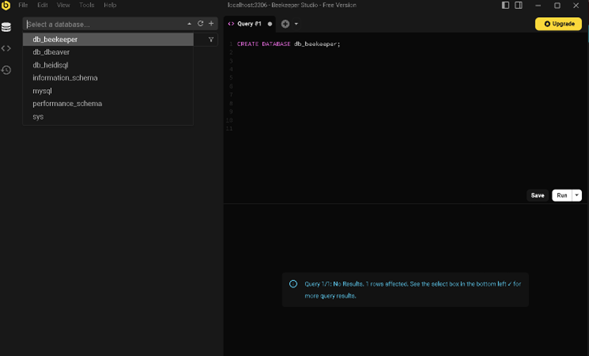 File Edit View Tools Help
localhost:3306 - Beekeeper Studio - Free Version
Select a database...
Query #1
Upgrade
db_beekeeper
db_dbeaver
db_heidisql
information_schema
mysql
performance_schema
sys
1 CREATE DATABASE db_beekeeper;
2
3
4
5
6
7
8
9
10
11
Save Run
Query 1/1: No Results. 1 rows affected. See the select box in the bottom left ✓ for
more query results.